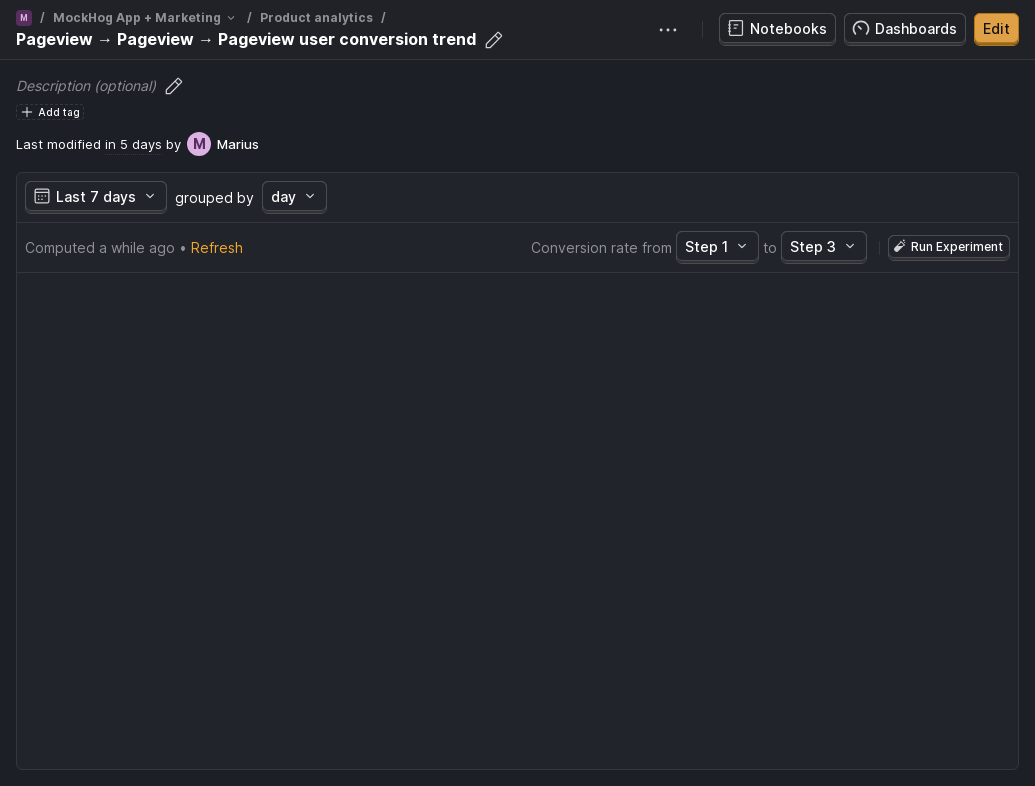 M / MockHog App + Marketing / Product analytics /
Pageview → Pageview → Pageview user conversion trend
Notebooks
Dashboards
Edit
Description (optional)
Add tag
Last modified in 5 days by M Marius
Last 7 days grouped by day
Computed a while ago • Refresh
Conversion rate from Step 1 to Step 3
Run Experiment